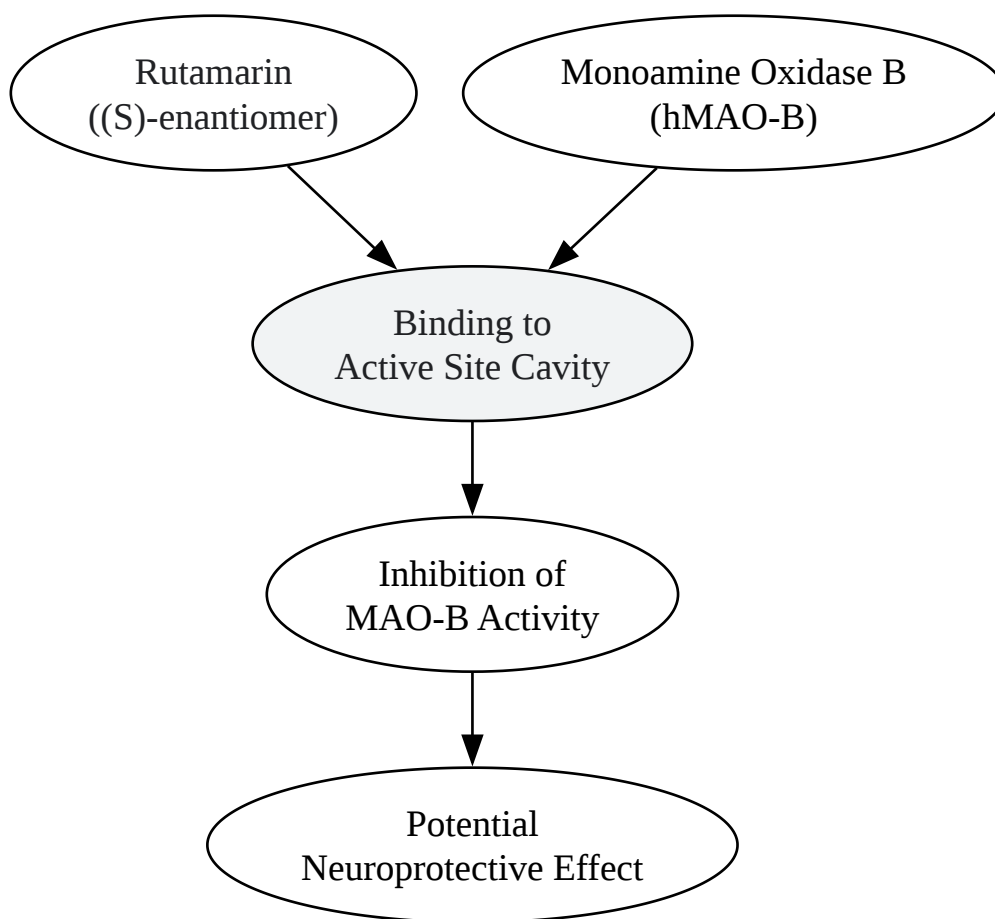 Rutamarin
((S)-enantiomer)
Monoamine Oxidase B
(hMAO-B)
Binding to
Active Site Cavity
Inhibition of
MAO-B Activity
Potential
Neuroprotective Effect